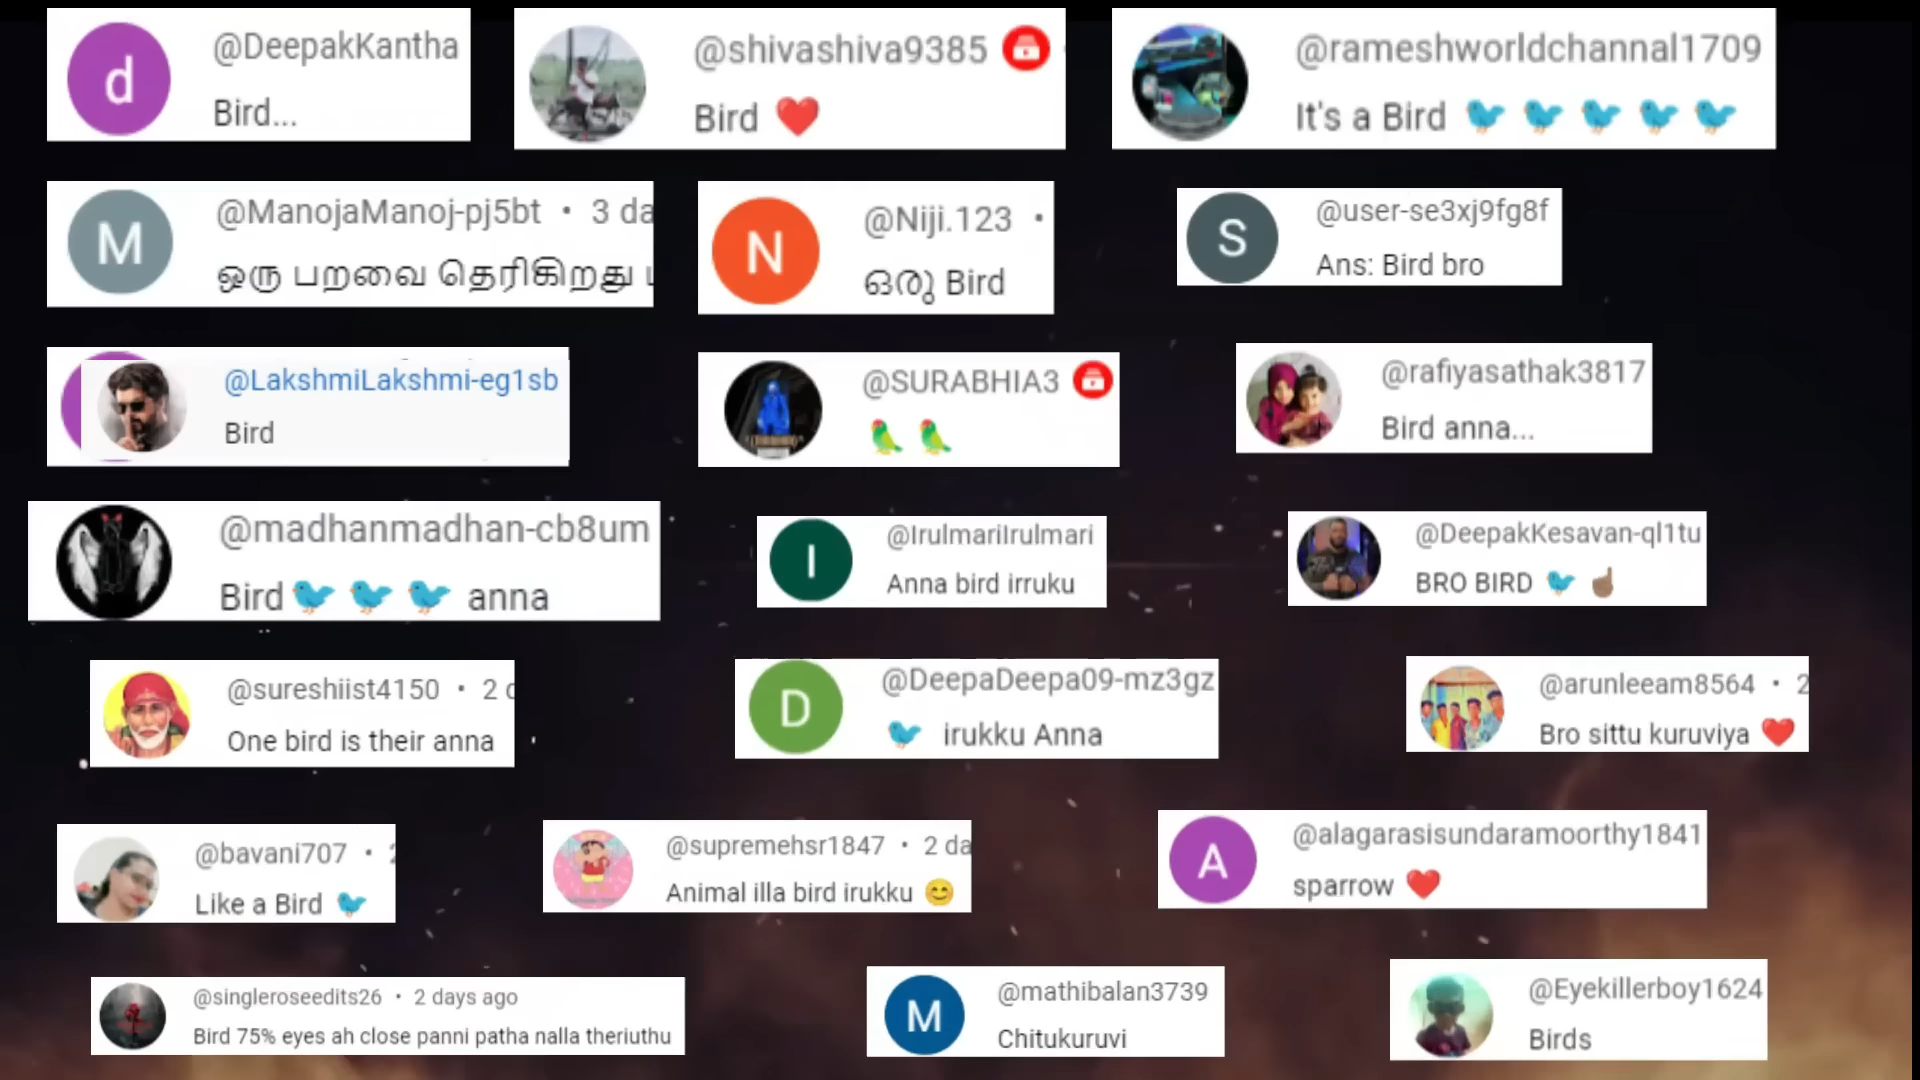 d
@DeepakKantha
Bird...
@shivashiva9385
Bird ❤️
@rameshworldchannal1709
It's a Bird 🐦 🐦 🐦 🐦 🐦
M
@ManojaManoj-pj5bt • 3 da
ஒரு பறவை தெரிகிறது
N
@Niji.123 •
ஒரு Bird
S
@user-se3xj9fg8f
Ans: Bird bro
@LakshmiLakshmi-eg1sb
Bird
@SURABHIA3
🦜 🦜
@rafiyasathak3817
Bird anna...
@madhanmadhan-cb8um
Bird 🐦 🐦 🐦 anna
I
@IrulmariIrulmari
Anna bird irruku
@DeepakKesavan-ql1tu
BRO BIRD 🐦 ☝🏽
@sureshiist4150 • 2
One bird is their anna
D
@DeepaDeepa09-mz3gz
🐦 irukku Anna
@arunleeam8564 • 2
Bro sittu kuruviya ❤️
@bavani707 •
Like a Bird 🐦
@supremehsr1847 • 2 da
Animal illa bird irukku 😊
A
@alagarasisundaramoorthy1841
sparrow ❤️
@singleroseedits26 • 2 days ago
Bird 75% eyes ah close panni patha nalla theriuthu
M
@mathibalan3739
Chitukuruvi
@Eyekillerboy1624
Birds